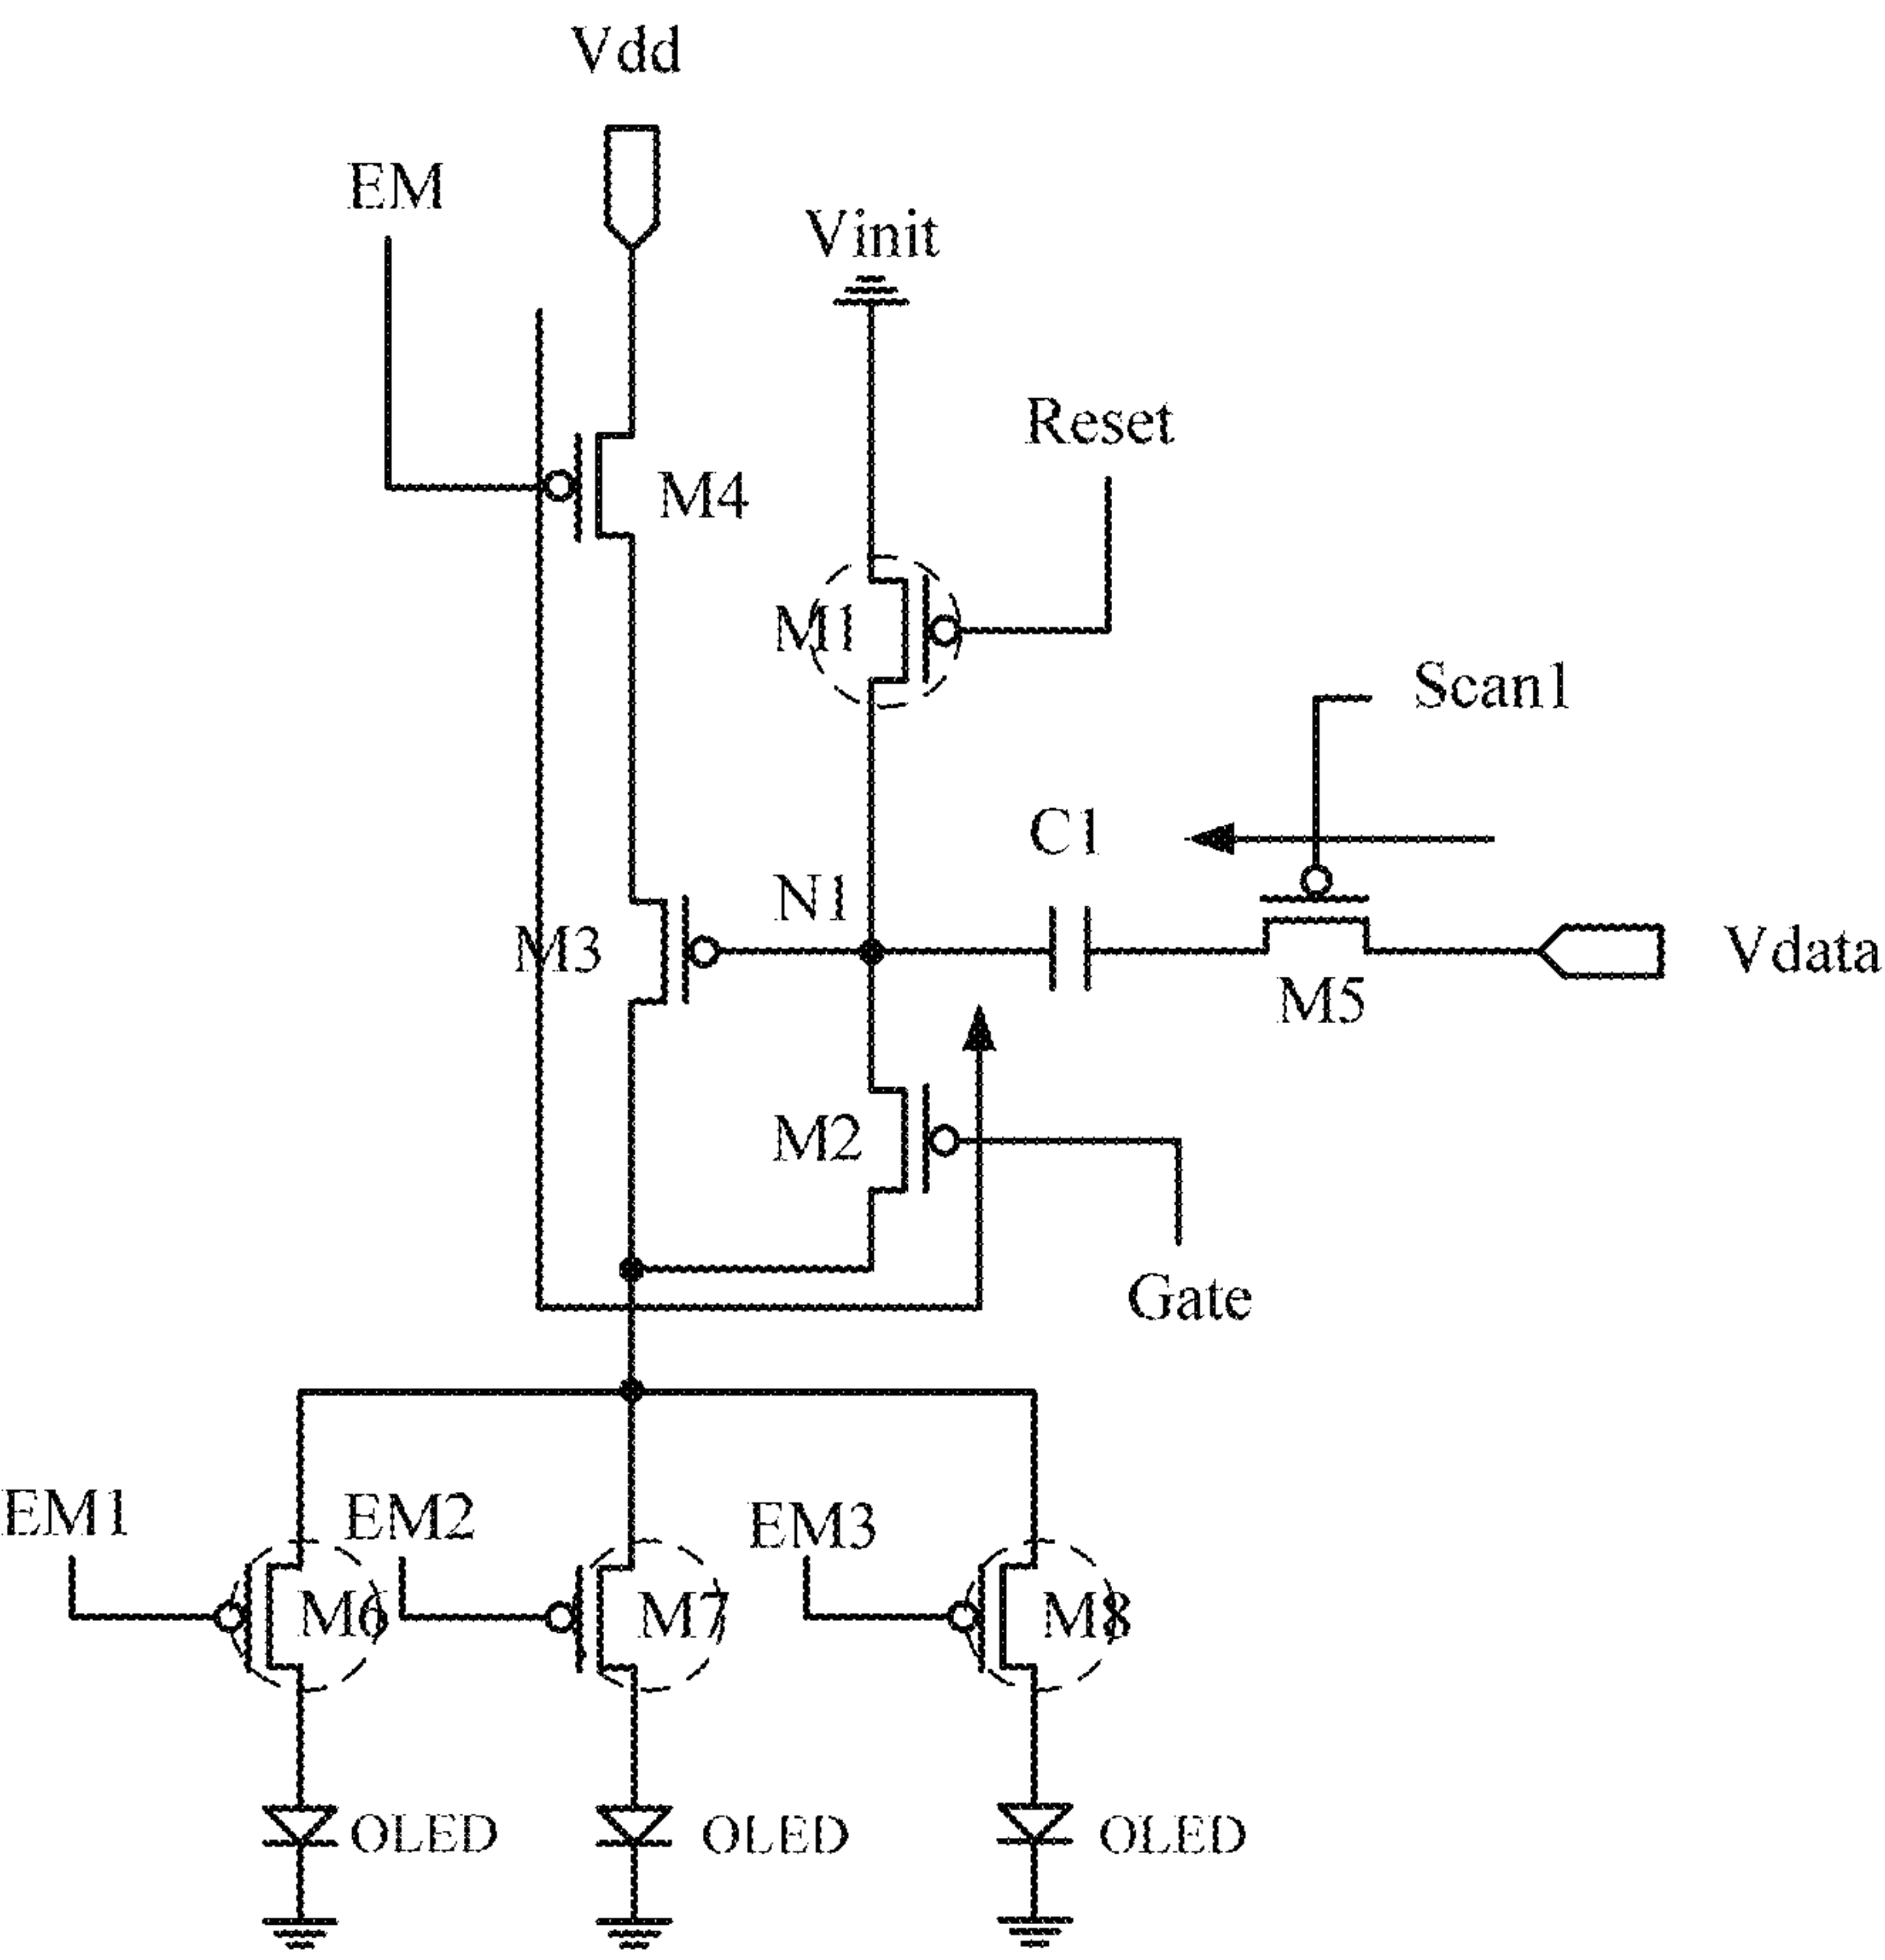 Vdd
EM
Vinit
Reset
M4
M1
Scan1
C1
N1
M3
Vdata
M5
M2
Gate
EM1
EM2
EM3
M6
M7
M8
OLED
OLED
OLED